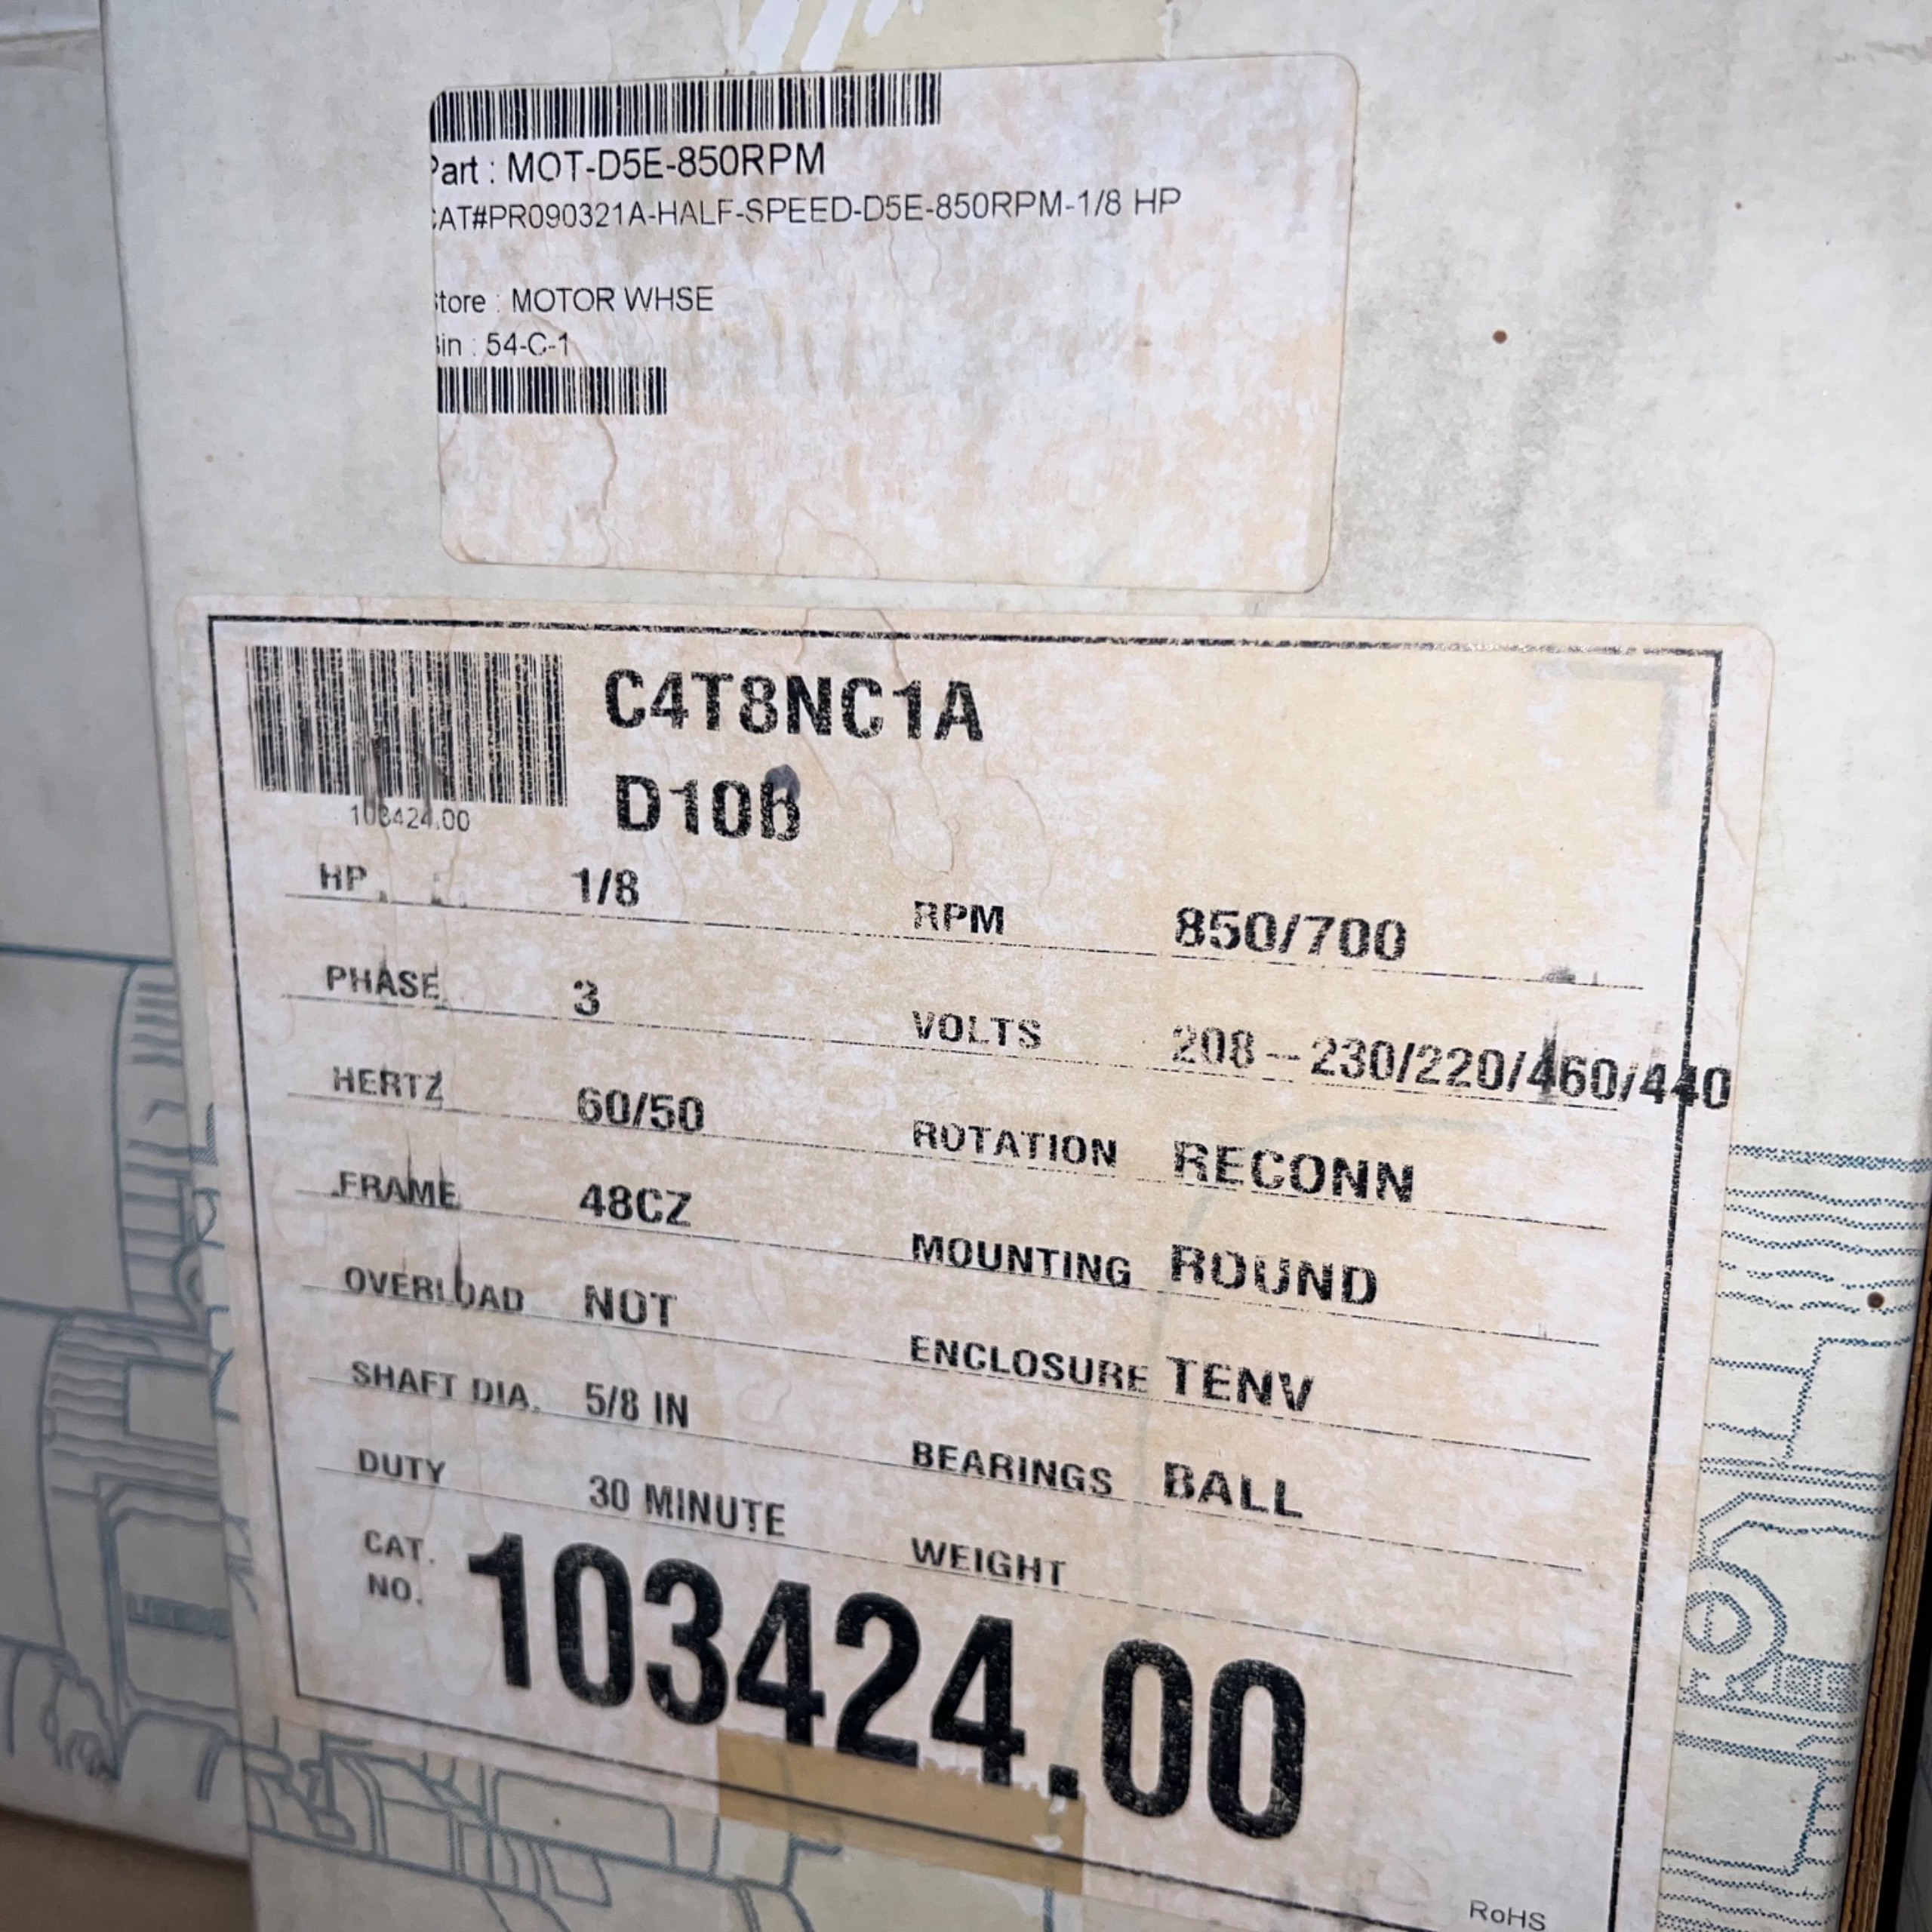 Part : MOT-D5E-850RPM
CAT#PR090321A-HALF-SPEED-D5E-850RPM-1/8 HP
Store : MOTOR WHSE
Bin : 54-C-1
C4T8NC1A
103424.00
HP 1/8 RPM 850/700
PHASE 3 VOLTS 208-230/220/460/440
HERTZ 60/50 ROTATION RECONN
FRAME 48CZ MOUNTING ROUND
OVERLOAD NOT ENCLOSURE TENV
SHAFT DIA. 5/8 IN BEARINGS BALL
DUTY 30 MINUTE WEIGHT
CAT. NO. 103424.00
RoHS